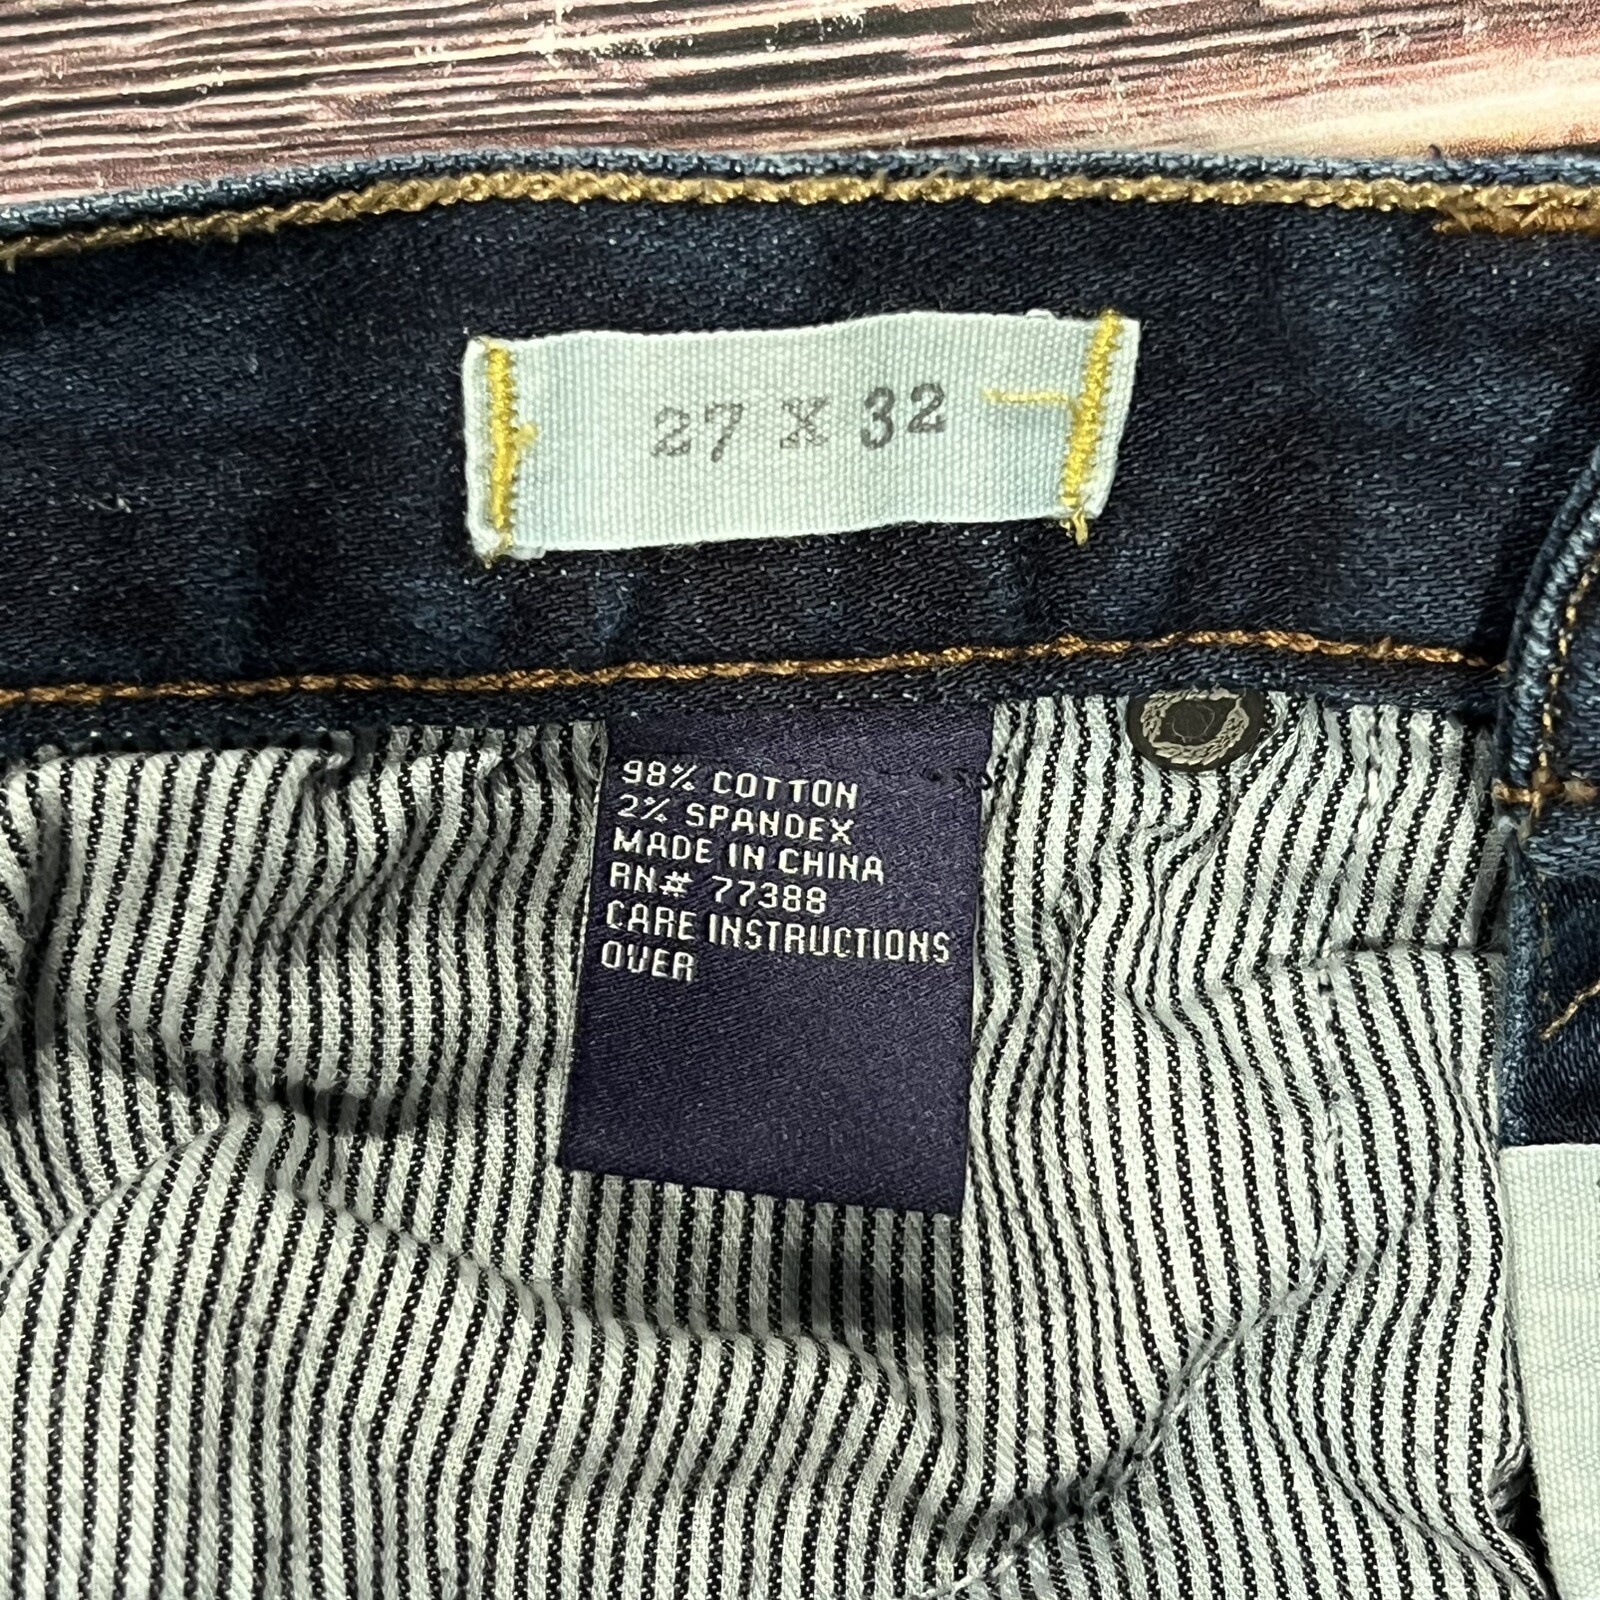 27 X 32
98% COTTON
2% SPANDEX
MADE IN CHINA
RN# 77388
CARE INSTRUCTIONS
OVER